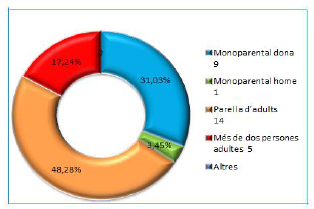 17,24%
31,03%
3,45%
48,28%
Monoparental dona
9
Monoparental home
1
Parella d'adults
14
Més de dos persones
adultes 5
Altres